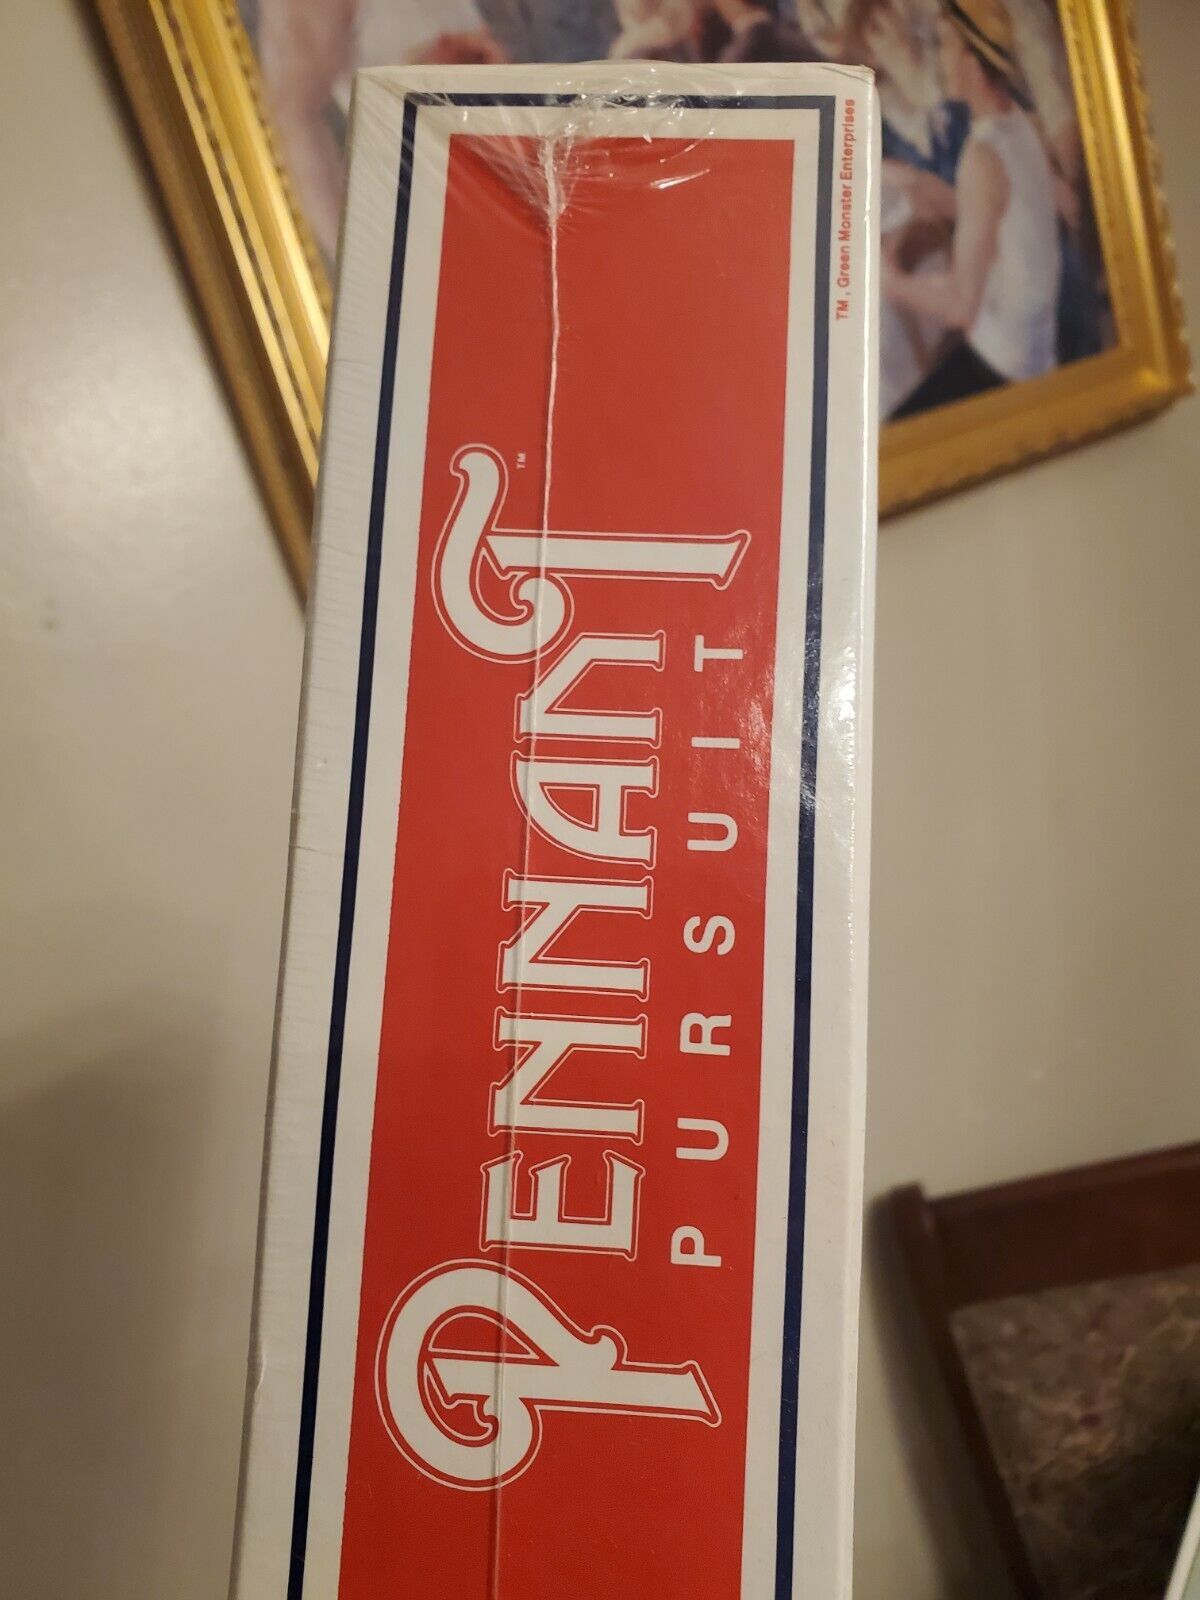 PENNANT™
PURSUIT
TM, Green Monster Enterprises